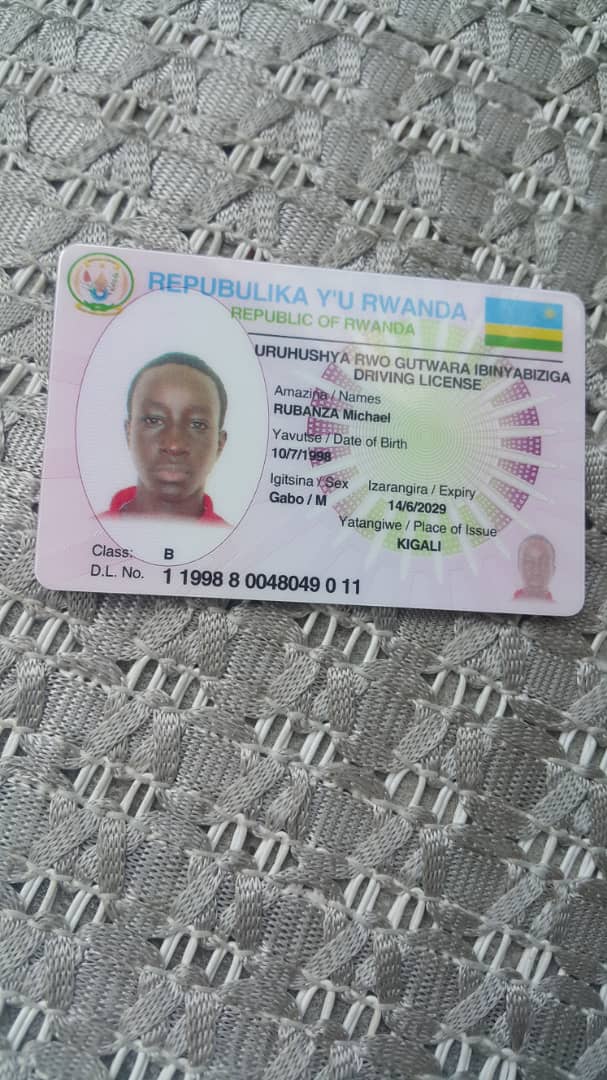 REPUBULIKA Y'U RWANDA
REPUBLIC OF RWANDA
URUHUSHYA RWO GUTWARA IBINYABIZIGA
DRIVING LICENSE
Amazina / Names
RUBANZA Michael
Yavutse / Date of Birth
10/7/1998
Igitsina / Sex Izarangira / Expiry
Gabo / M 14/6/2029
Yatangiwe / Place of Issue
KIGALI
Class: B
D.L. No. 1 1998 8 0048049 0 11